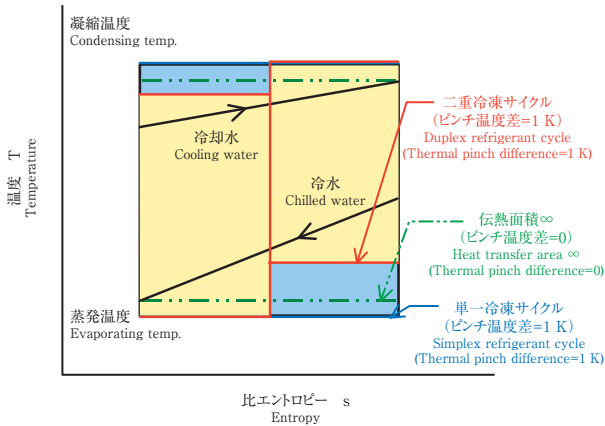 凝縮温度
Condensing temp.
冷却水
Cooling water
冷水
Chilled water
二重冷凍サイクル
(ピンチ温度差=1 K)
Duplex refrigerant cycle
(Thermal pinch difference=1 K)
伝熱面積∞
(ピンチ温度差=0)
Heat transfer area ∞
(Thermal pinch difference=0)
単一冷凍サイクル
(ピンチ温度差=1 K)
Simplex refrigerant cycle
(Thermal pinch difference=1 K)
温度 T
Temperature
蒸発温度
Evaporating temp.
比エントロピー s
Entropy